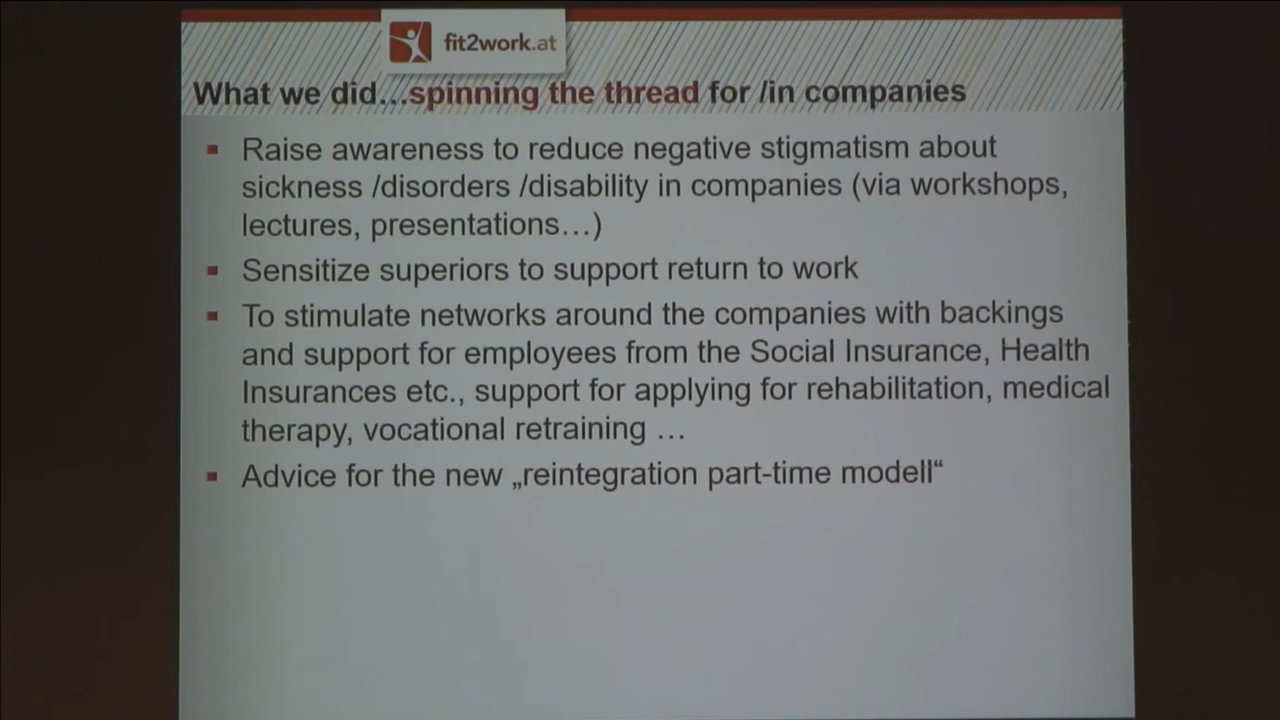 fit2work.at
What we did...spinning the thread for /in companies
Raise awareness to reduce negative stigmatism about
sickness /disorders /disability in companies (via workshops,
lectures, presentations…)
Sensitize superiors to support return to work
To stimulate networks around the companies with backings
and support for employees from the Social Insurance, Health
Insurances etc., support for applying for rehabilitation, medical
therapy, vocational retraining …
Advice for the new „reintegration part-time modell“